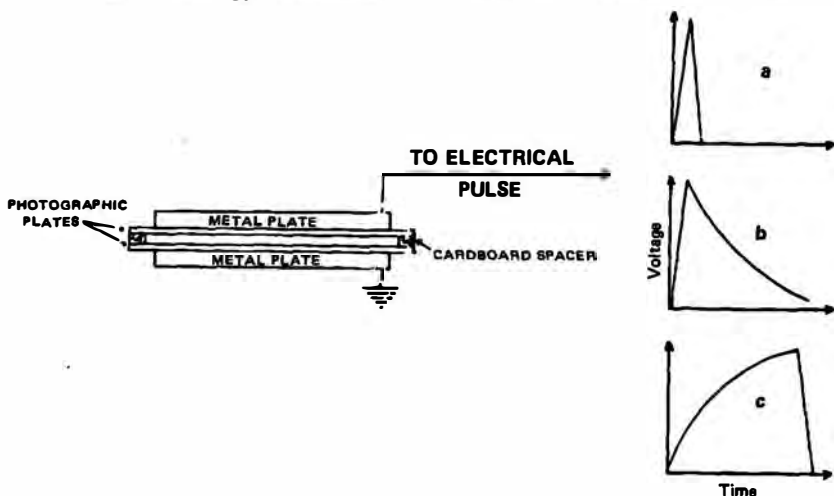 a
TO ELECTRICAL
PULSE
PHOTOGRAPHIC
PLATES
METAL PLATE
METAL PLATE
CARDBOARD SPACER
b
Voltage
c
Time